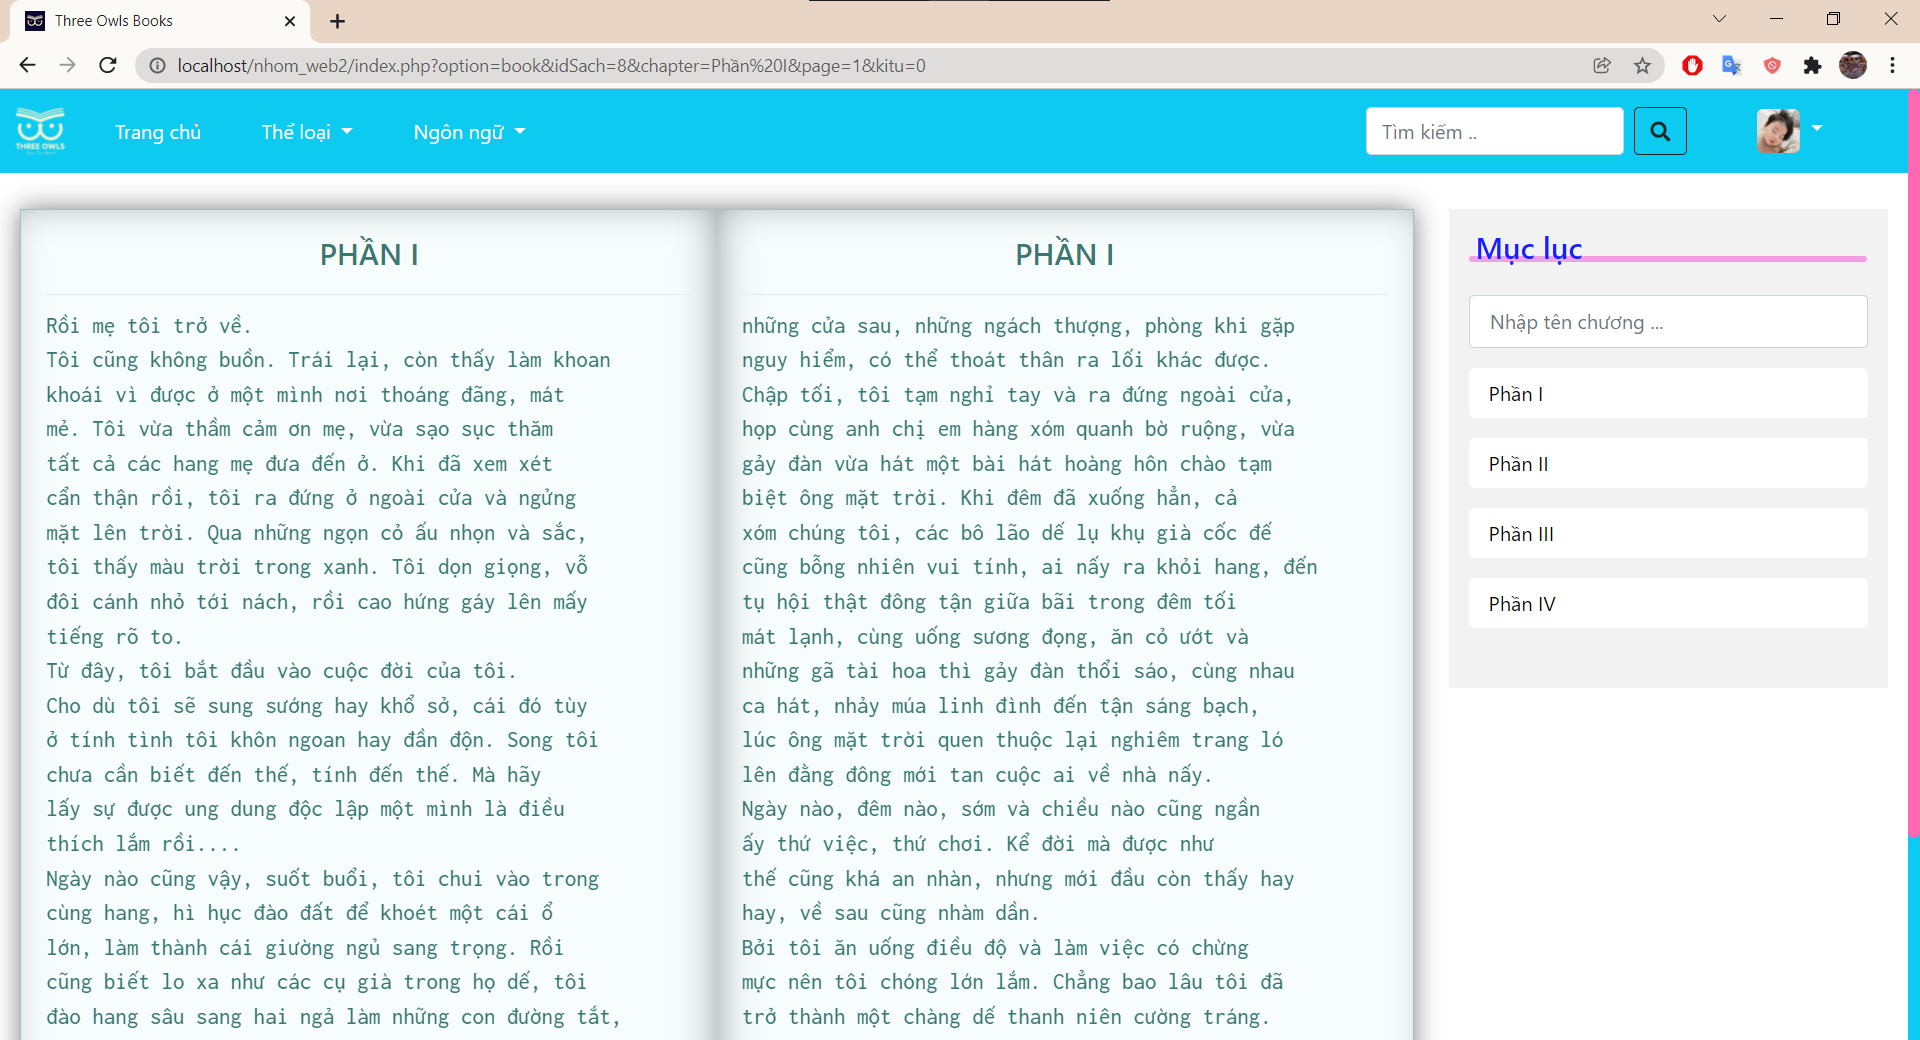 Three Owls Books
localhost/nhom_web2/index.php?option=book&idSach=8&chapter=Phần%20I&page=1&kitu=0
THREE OWLS
Trang chủ
Thể loại
Ngôn ngữ
Tìm kiếm ..
PHẦN I
Rồi mẹ tôi trở về.
Tôi cũng không buồn. Trái lại, còn thấy làm khoan
khoái vì được ở một mình nơi thoáng đãng, mát
mẻ. Tôi vừa thầm cảm ơn mẹ, vừa sạo sục thăm
tất cả các hang mẹ đưa đến ở. Khi đã xem xét
cẩn thận rồi, tôi ra đứng ở ngoài cửa và ngửng
mặt lên trời. Qua những ngọn cỏ ấu nhọn và sắc,
tôi thấy màu trời trong xanh. Tôi dọn giọng, vỗ
đôi cánh nhỏ tới nách, rồi cao hứng gáy lên mấy
tiếng rõ to.
Từ đây, tôi bắt đầu vào cuộc đời của tôi.
Cho dù tôi sẽ sung sướng hay khổ sở, cái đó tùy
ở tính tình tôi khôn ngoan hay đần độn. Song tôi
chưa cần biết đến thế, tính đến thế. Mà hãy
lấy sự được ung dung độc lập một mình là điều
thích lắm rồi....
Ngày nào cũng vậy, suốt buổi, tôi chui vào trong
cùng hang, hì hục đào đất để khoét một cái ổ
lớn, làm thành cái giường ngủ sang trọng. Rồi
cũng biết lo xa như các cụ già trong họ dế, tôi
đào hang sâu sang hai ngả làm những con đường tắt,
PHẦN I
những cửa sau, những ngách thượng, phòng khi gặp
nguy hiểm, có thể thoát thân ra lối khác được.
Chập tối, tôi tạm nghỉ tay và ra đứng ngoài cửa,
họp cùng anh chị em hàng xóm quanh bờ ruộng, vừa
gảy đàn vừa hát một bài hát hoàng hôn chào tạm
biệt ông mặt trời. Khi đêm đã xuống hẳn, cả
xóm chúng tôi, các bô lão dế lụ khụ già cốc đế
cũng bỗng nhiên vui tính, ai nấy ra khỏi hang, đến
tụ hội thật đông tận giữa bãi trong đêm tối
mát lạnh, cùng uống sương đọng, ăn cỏ ướt và
những gã tài hoa thì gảy đàn thổi sáo, cùng nhau
ca hát, nhảy múa linh đình đến tận sáng bạch,
lúc ông mặt trời quen thuộc lại nghiêm trang ló
lên đằng đông mới tan cuộc ai về nhà nấy.
Ngày nào, đêm nào, sớm và chiều nào cũng ngần
ấy thứ việc, thứ chơi. Kể đời mà được như
thế cũng khá an nhàn, nhưng mới đầu còn thấy hay
hay, về sau cũng nhàm dần.
Bởi tôi ăn uống điều độ và làm việc có chừng
mực nên tôi chóng lớn lắm. Chẳng bao lâu tôi đã
trở thành một chàng dế thanh niên cường tráng.
Mục lục
Nhập tên chương ...
Phần I
Phần II
Phần III
Phần IV